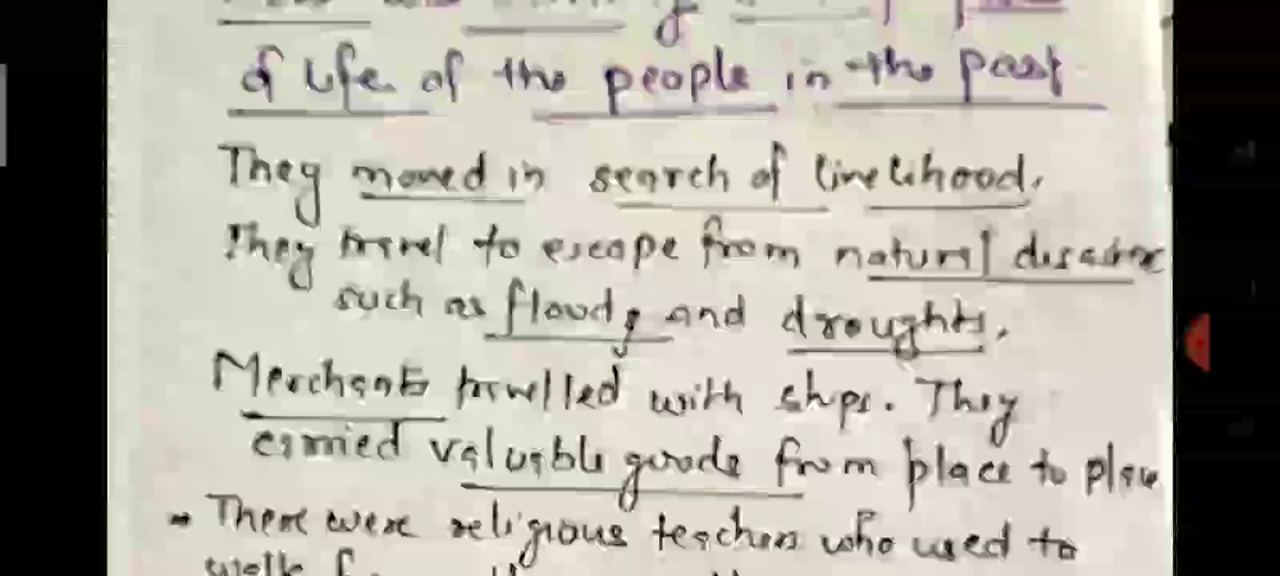 of life of the people in the past
They moved in search of livelihood.
They travel to escape from natural disaster
such as floods and droughts.
Merchants travelled with ships. They
carried valuable goods from place to place
→ There were religious teachers who used to
walk